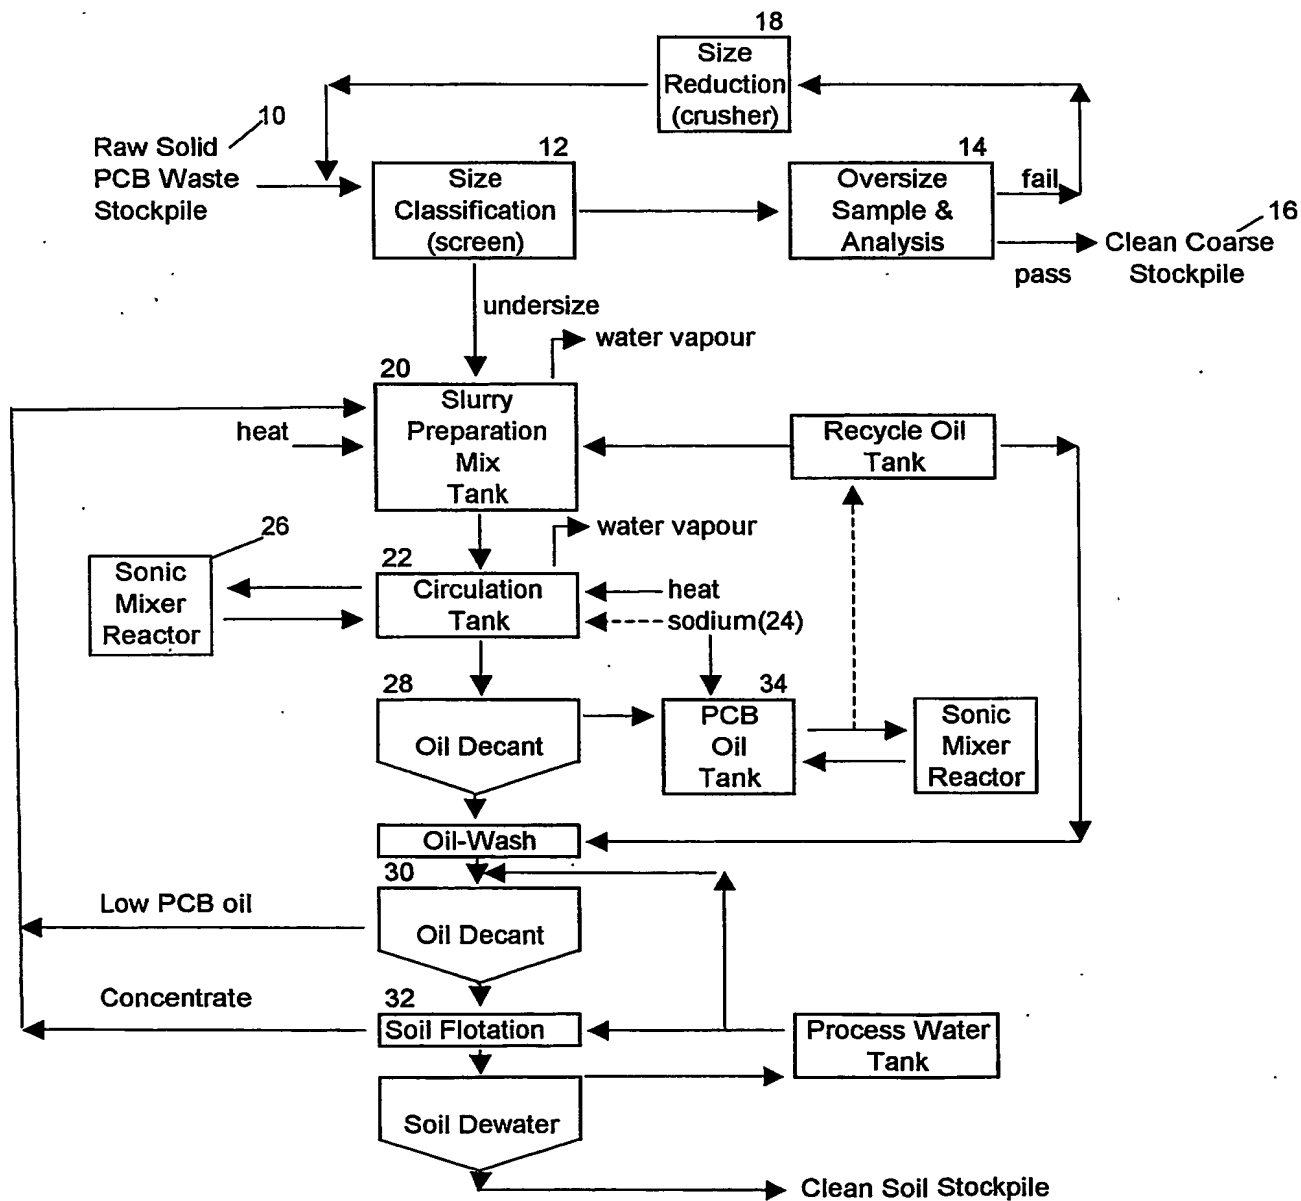 18
Size
Reduction
(crusher)
10
Raw Solid
PCB Waste
Stockpile
12
Size
Classification
(screen)
14
Oversize
Sample &
Analysis
fail
pass
16
Clean Coarse
Stockpile
undersize
water vapour
20
Slurry
Preparation
Mix
Tank
heat
Recycle Oil
Tank
water vapour
26
Sonic
Mixer
Reactor
22
Circulation
Tank
heat
sodium(24)
28
Oil Decant
34
PCB
Oil
Tank
Sonic
Mixer
Reactor
Oil-Wash
30
Oil Decant
Low PCB oil
Concentrate
32
Soil Flotation
Process Water
Tank
Soil Dewater
Clean Soil Stockpile